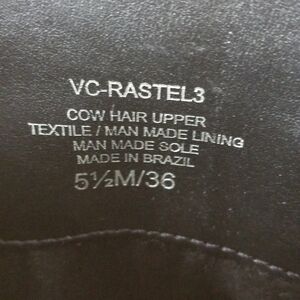 VC-RASTEL3
COW HAIR UPPER
TEXTILE / MAN MADE LINING
MAN MADE SOLE
MADE IN BRAZIL
5½M/36